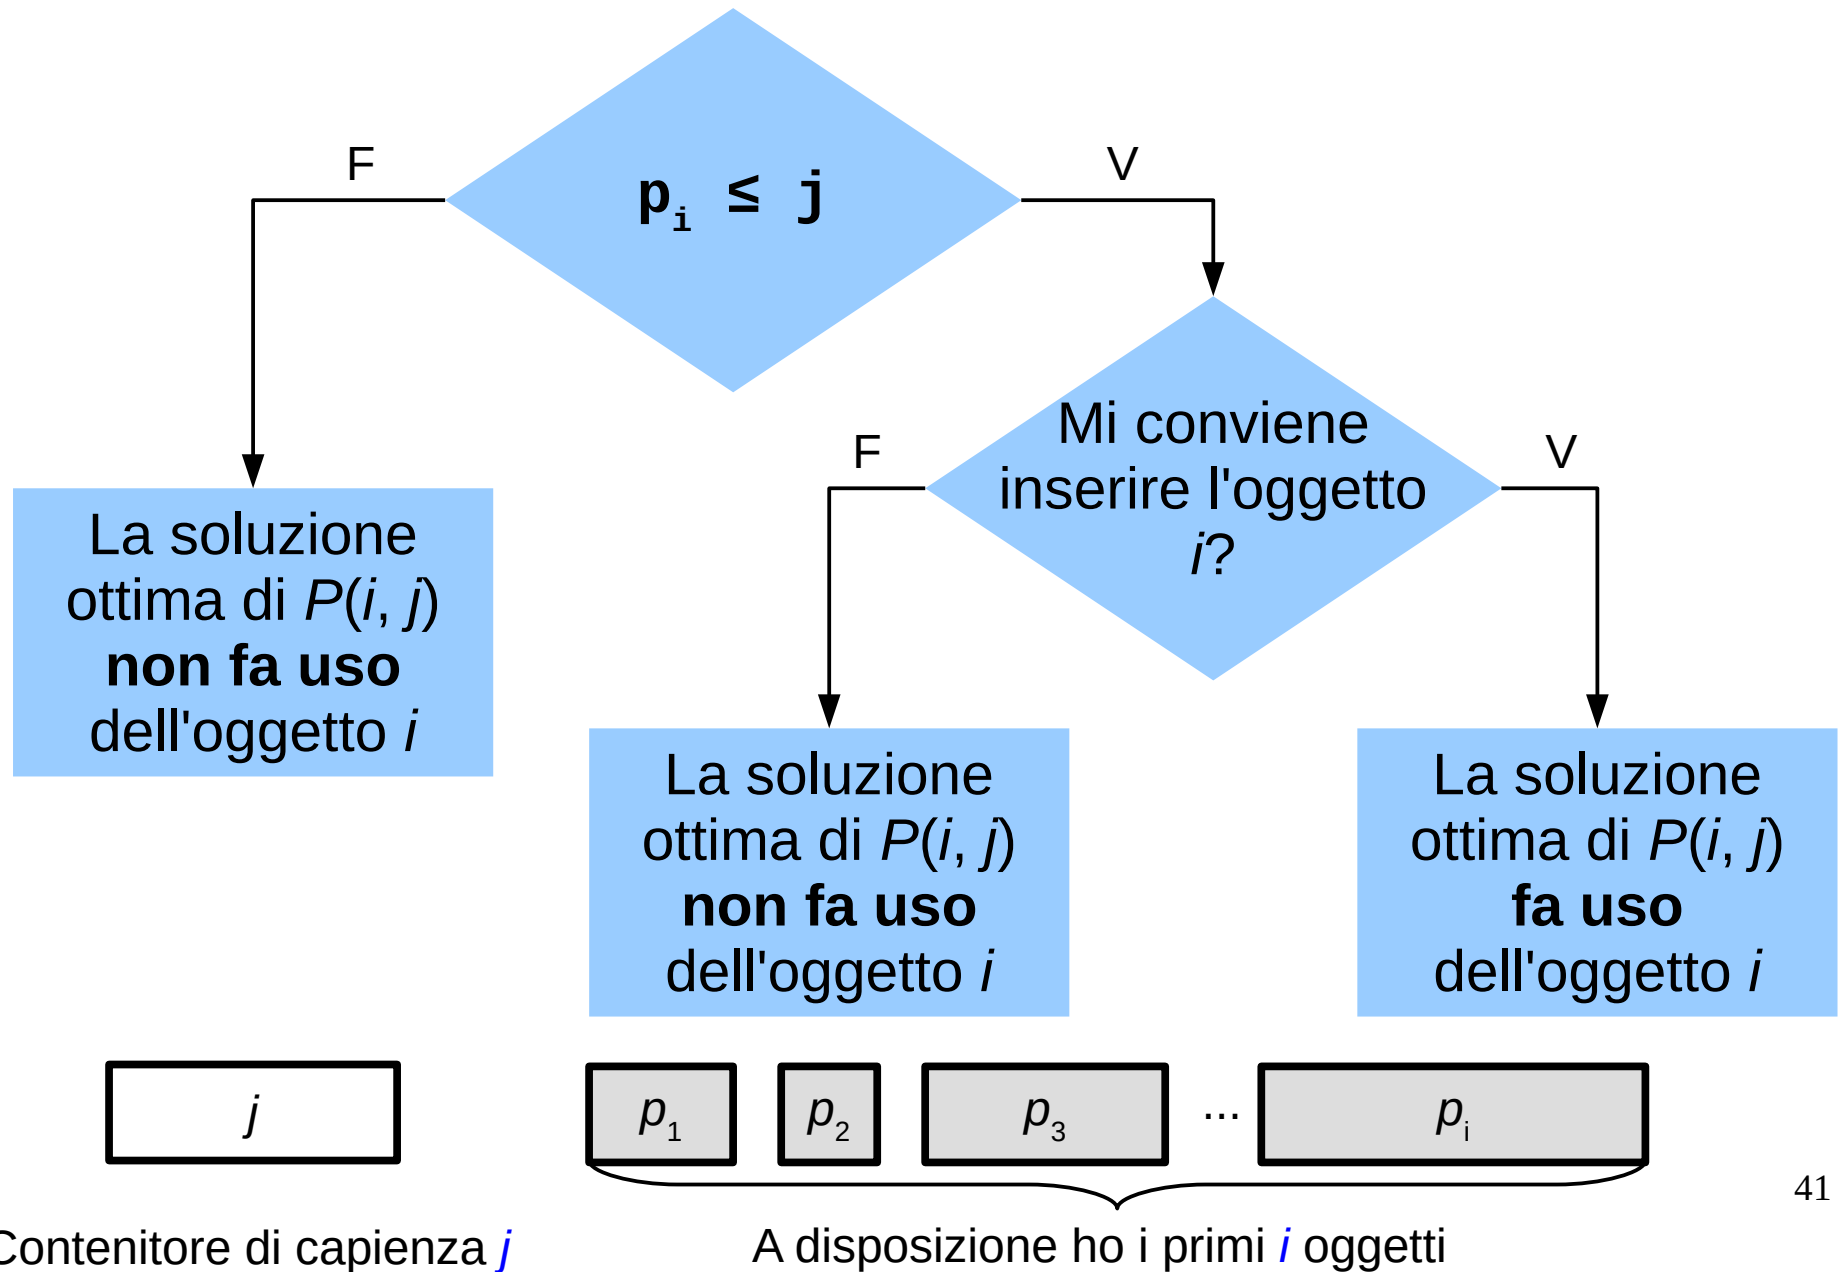 F
V
pi ≤ j
Mi conviene
inserire l'oggetto
i?
F
V
La soluzione
ottima di P(i, j)
non fa uso
dell'oggetto i
La soluzione
ottima di P(i, j)
non fa uso
dell'oggetto i
La soluzione
ottima di P(i, j)
fa uso
dell'oggetto i
j
p1
p2
p3
...
pi
41
Contenitore di capienza j
A disposizione ho i primi i oggetti